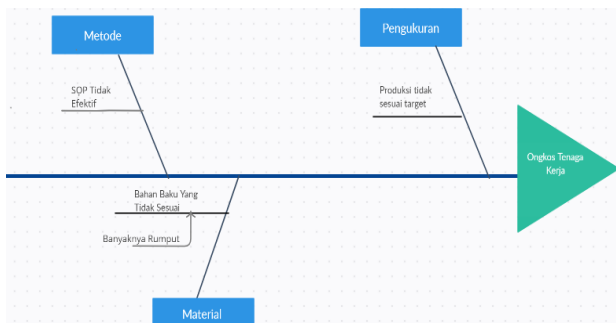 Metode
Pengukuran
SOP Tidak
Efektif
Produksi tidak
sesuai target
Ongkos Tenaga
Kerja
Bahan Baku Yang
Tidak Sesuai
Banyaknya Rumput
Material